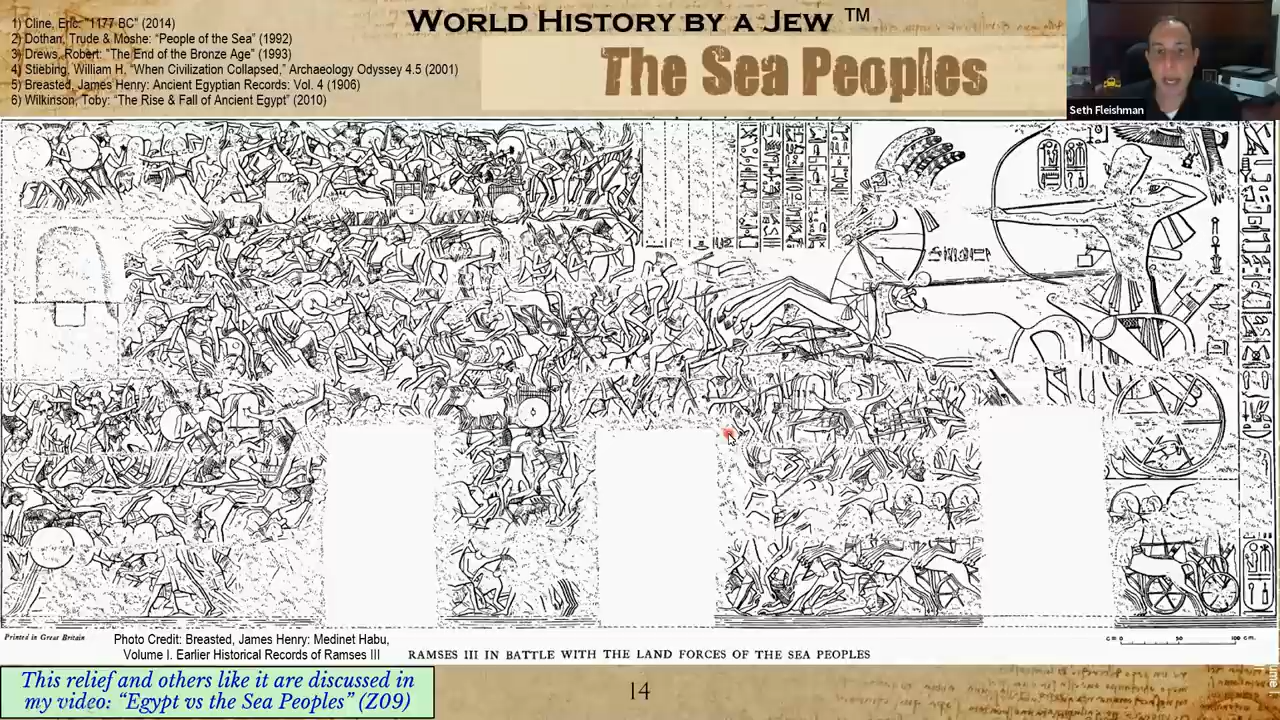 1) Cline, Eric: "1177 BC" (2014)
2) Dothan, Trude & Moshe: "People of the Sea" (1992)
3) Drews, Robert: "The End of the Bronze Age" (1993)
4) Stiebing, William H, "When Civilization Collapsed," Archaeology Odyssey 4.5 (2001)
5) Breasted, James Henry: Ancient Egyptian Records: Vol. 4 (1906)
6) Wilkinson, Toby: "The Rise & Fall of Ancient Egypt" (2010)
WORLD HISTORY BY A JEW ™
The Sea Peoples
Seth Fleishman
Printed in Great Britain
Photo Credit: Breasted, James Henry: Medinet Habu,
Volume I. Earlier Historical Records of Ramses III
RAMSES III IN BATTLE WITH THE LAND FORCES OF THE SEA PEOPLES
cm 0 50 100 cm.
This relief and others like it are discussed in
my video: "Egypt vs the Sea Peoples" (Z09)
14